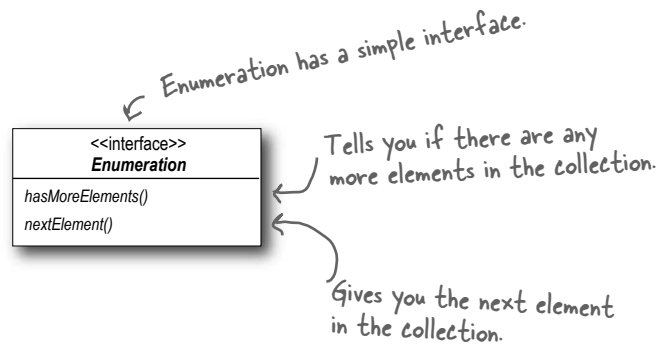 Enumeration has a simple interface.
<<interface>>
Enumeration
hasMoreElements()
nextElement()
Tells you if there are any
more elements in the collection.
Gives you the next element
in the collection.